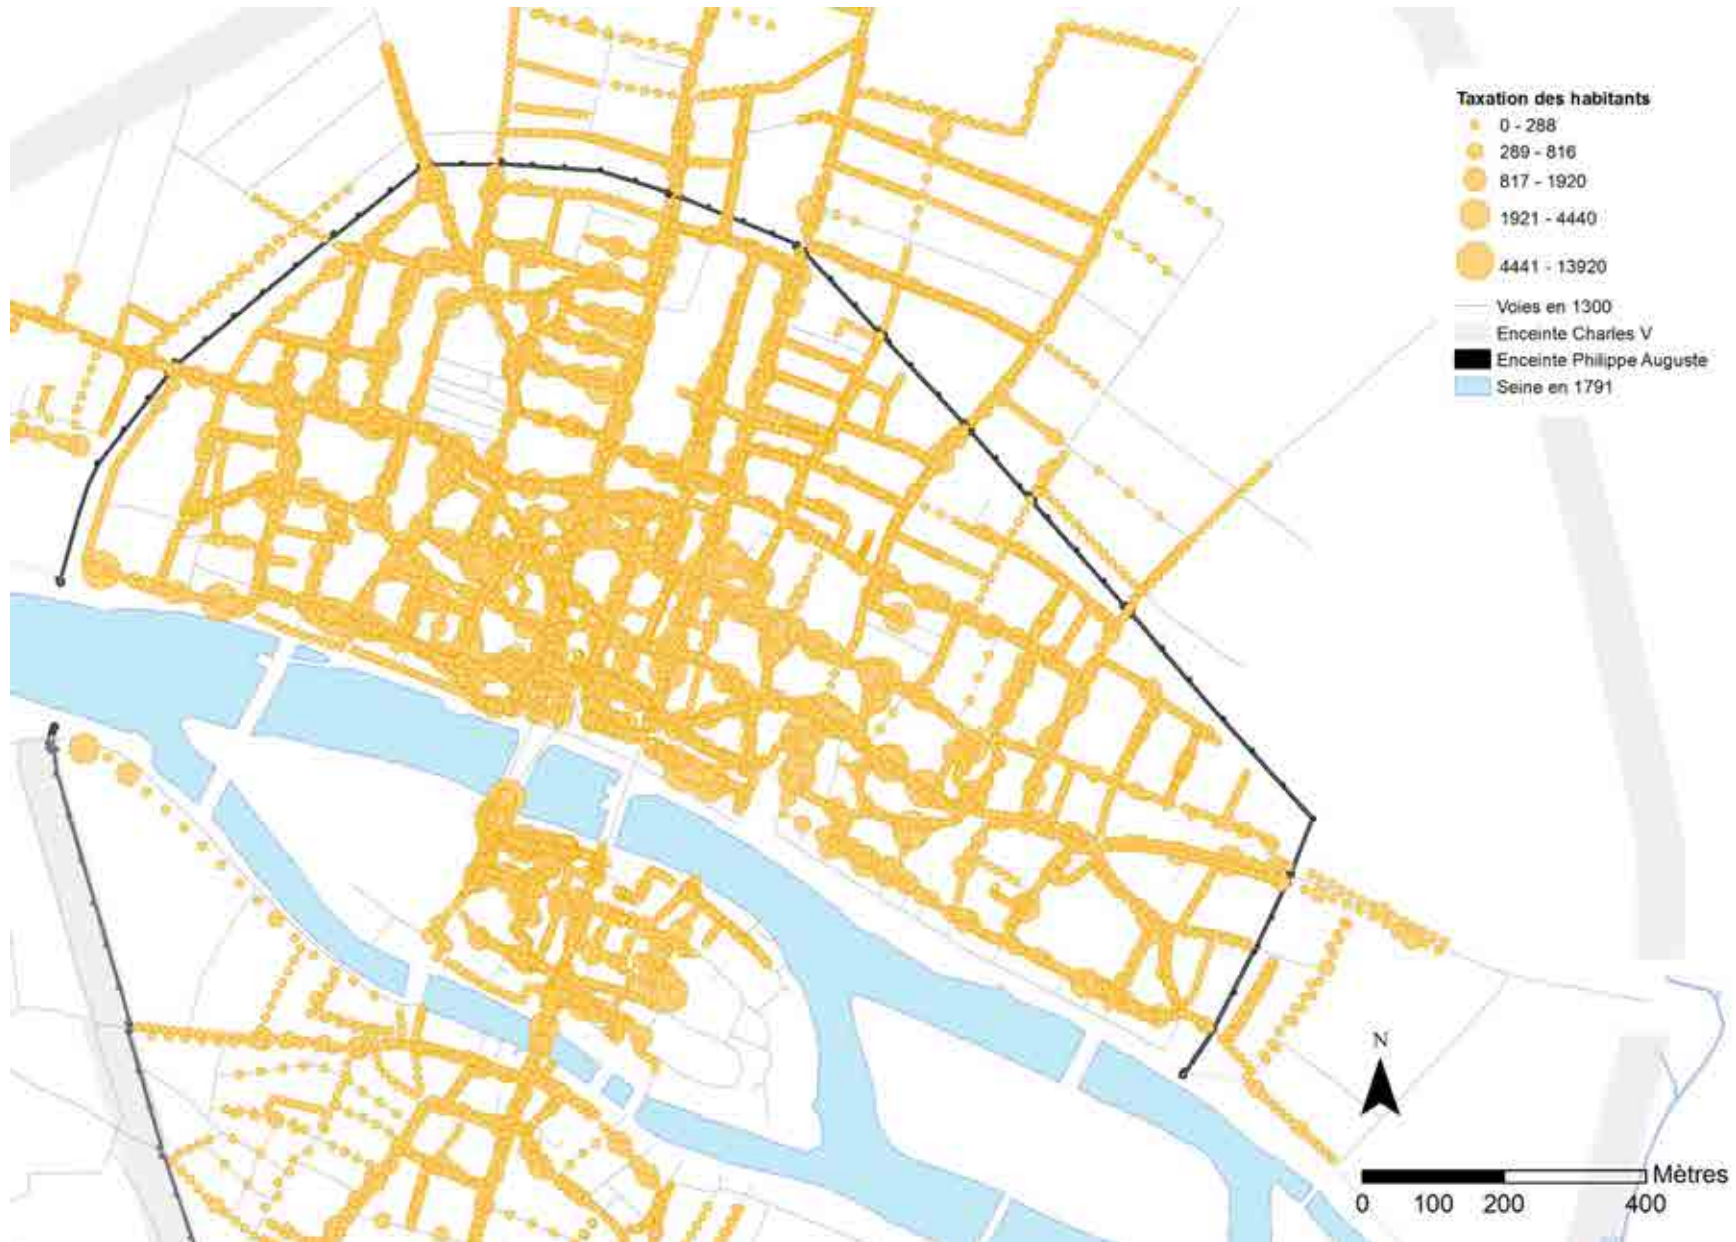 Taxation des habitants
0 - 288
289 - 816
817 - 1920
1921 - 4440
4441 - 13920
Voies en 1300
Enceinte Charles V
Enceinte Philippe Auguste
Seine en 1791
N
Mètres
0 100 200 400